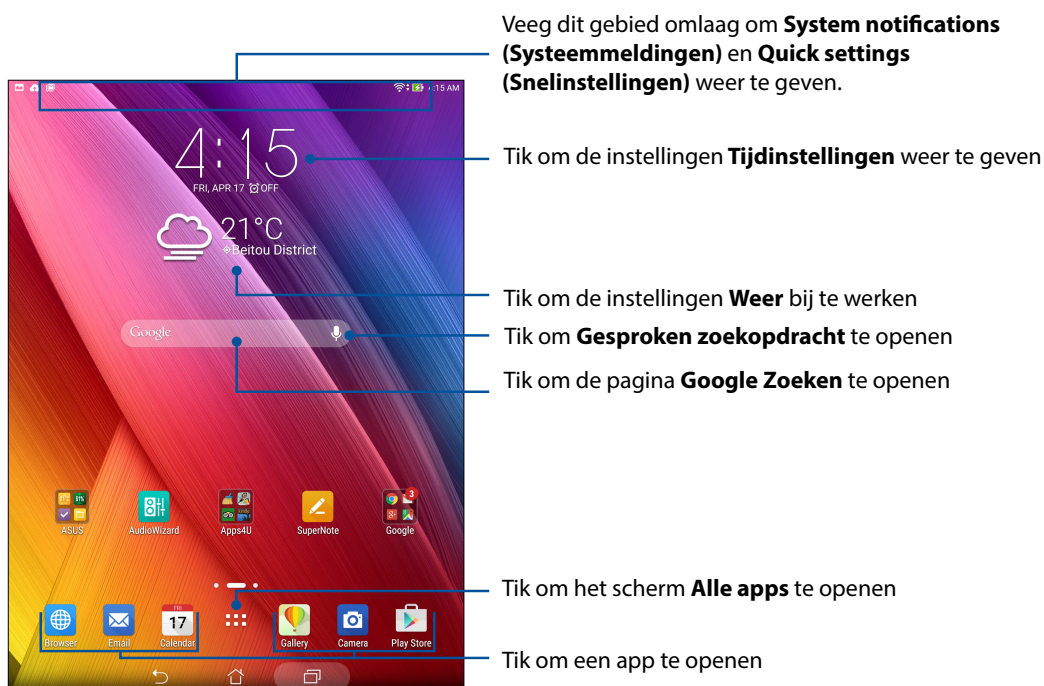 Veeg dit gebied omlaag om System notifications
(Systeemmeldingen) en Quick settings
(Snelinstellingen) weer te geven.
4:15 AM
4:15
Tik om de instellingen Tijdinstellingen weer te geven
FRI, APR 17 OFF
21°C
Beitou District
Tik om de instellingen Weer bij te werken
Google
Tik om Gesproken zoekopdracht te openen
Tik om de pagina Google Zoeken te openen
3
ASUS
AudioWizard
Apps4U
SuperNote
Google
Tik om het scherm Alle apps te openen
FRI
17
Browser
Email
Calendar
Gallery
Camera
Play Store
Tik om een app te openen